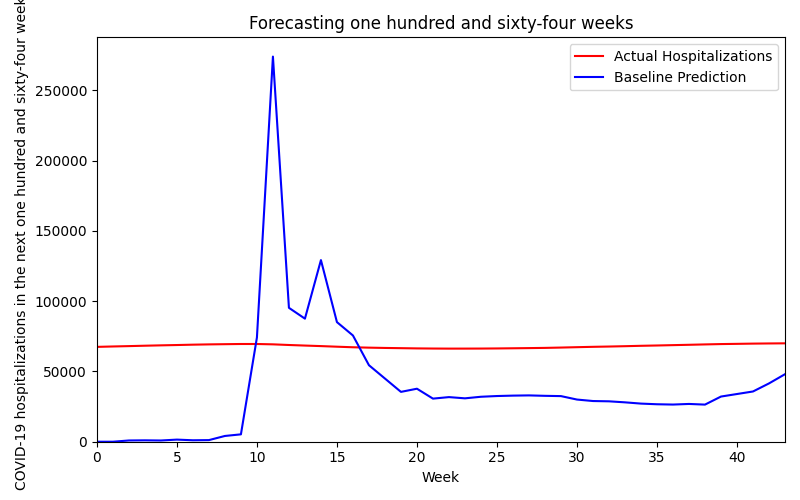 Forecasting one hundred and sixty-four weeks
COVID-19 hospitalizations in the next one hundred and sixty-four week
250000
200000
150000
100000
50000
0
Actual Hospitalizations
Baseline Prediction
0 5 10 15 20 25 30 35 40
Week